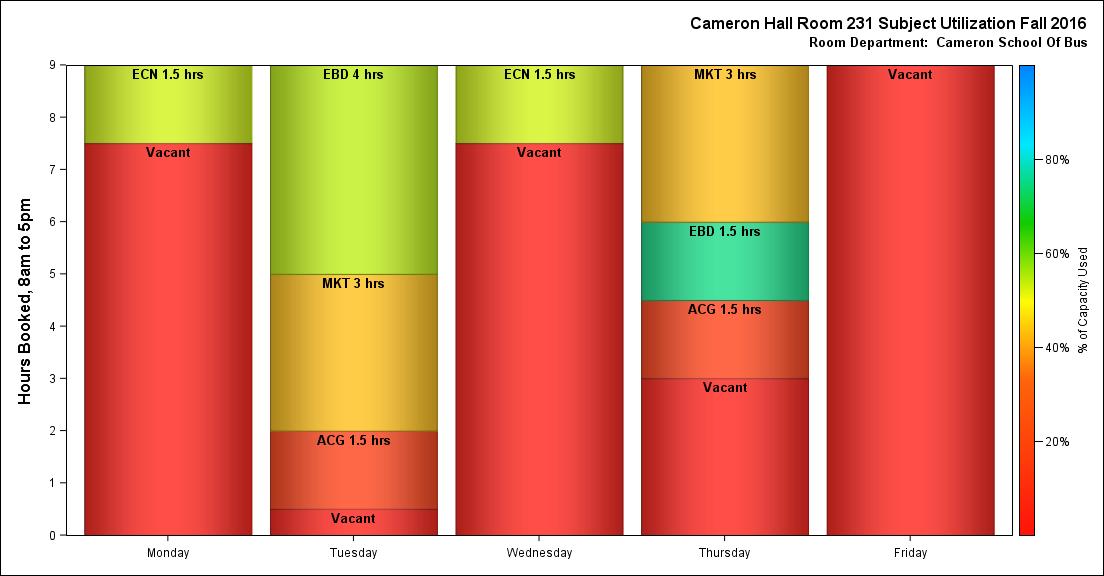 Cameron Hall Room 231 Subject Utilization Fall 2016
Room Department:  Cameron School Of Bus
Hours Booked, 8am to 5pm
9
8
7
6
5
4
3
2
1
0
ECN 1.5 hrs
Vacant
EBD 4 hrs
MKT 3 hrs
ACG 1.5 hrs
Vacant
ECN 1.5 hrs
Vacant
MKT 3 hrs
EBD 1.5 hrs
ACG 1.5 hrs
Vacant
Vacant
Monday
Tuesday
Wednesday
Thursday
Friday
80%
60%
40%
20%
% of Capacity Used